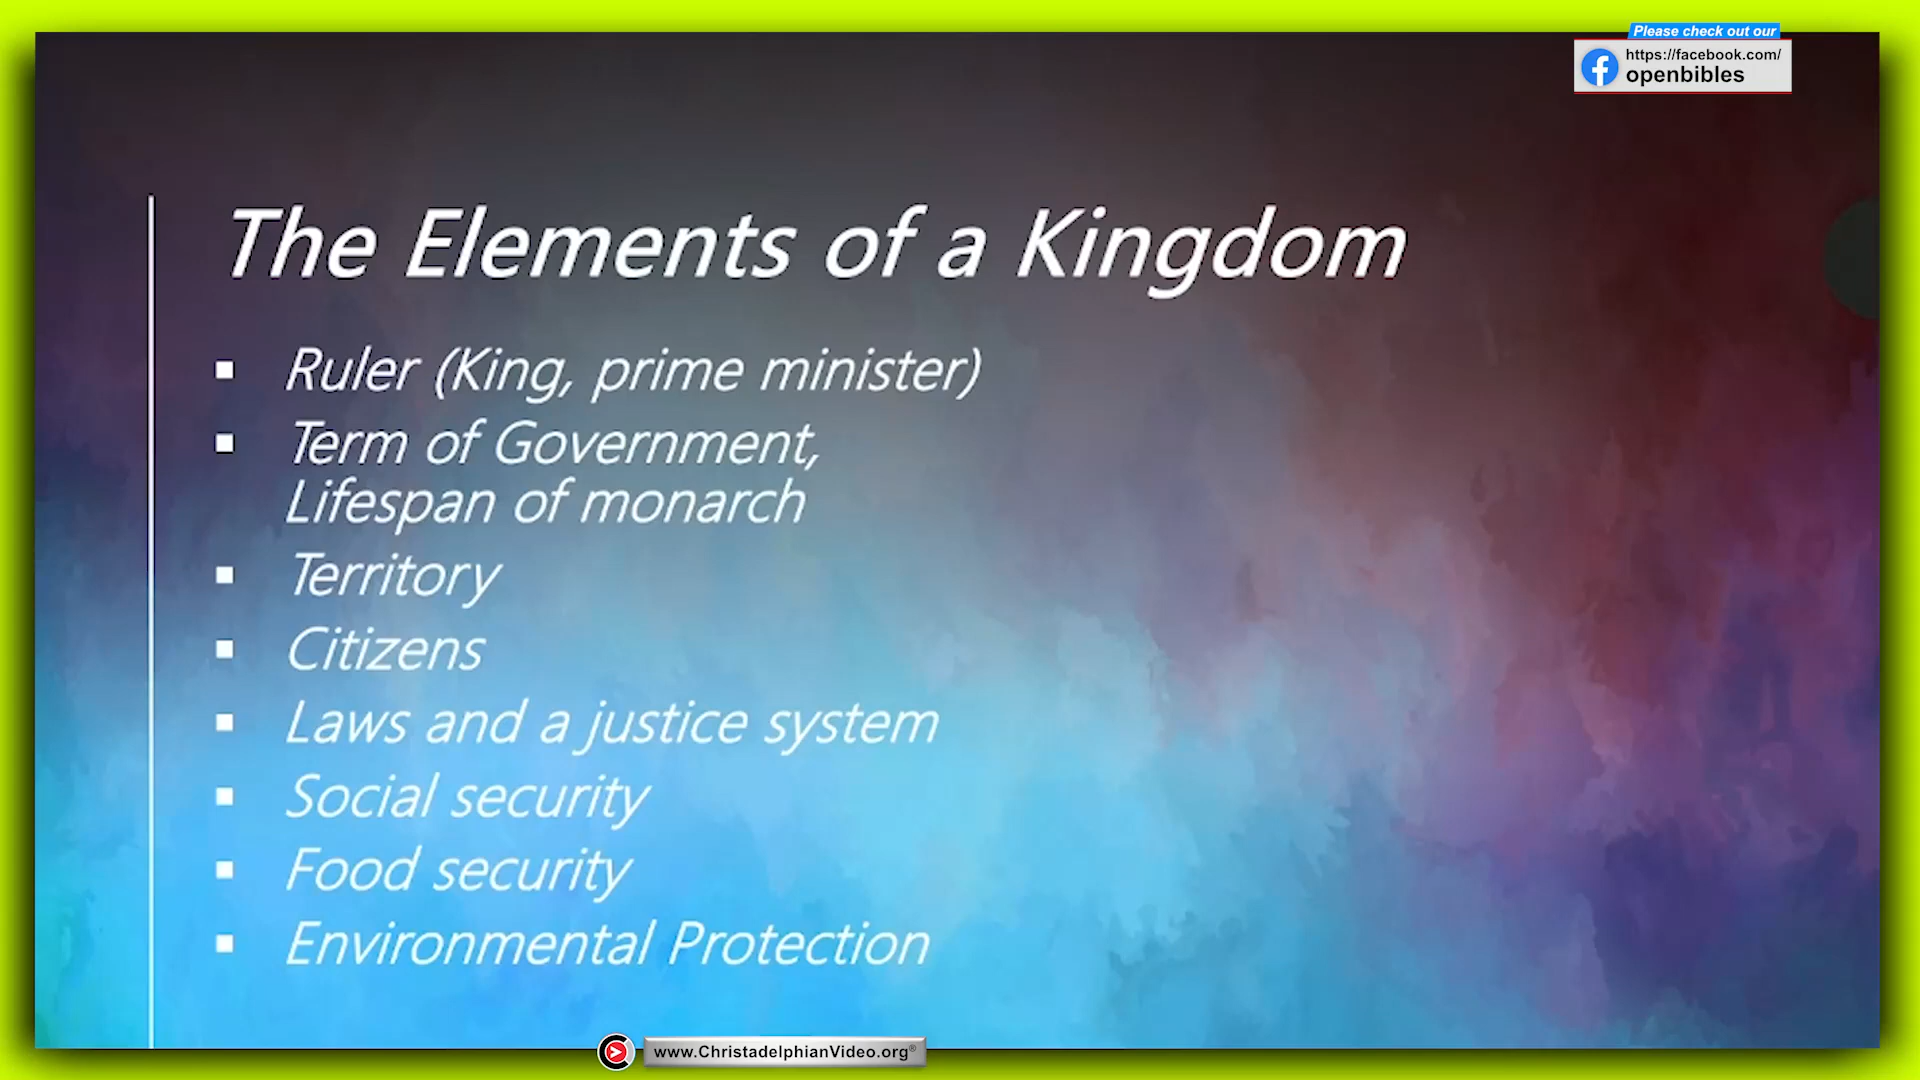 Please check out our
https://facebook.com/
openbibles
The Elements of a Kingdom
▪ Ruler (King, prime minister)
▪ Term of Government,
Lifespan of monarch
▪ Territory
▪ Citizens
▪ Laws and a justice system
▪ Social security
▪ Food security
▪ Environmental Protection
www.ChristadelphianVideo.org®